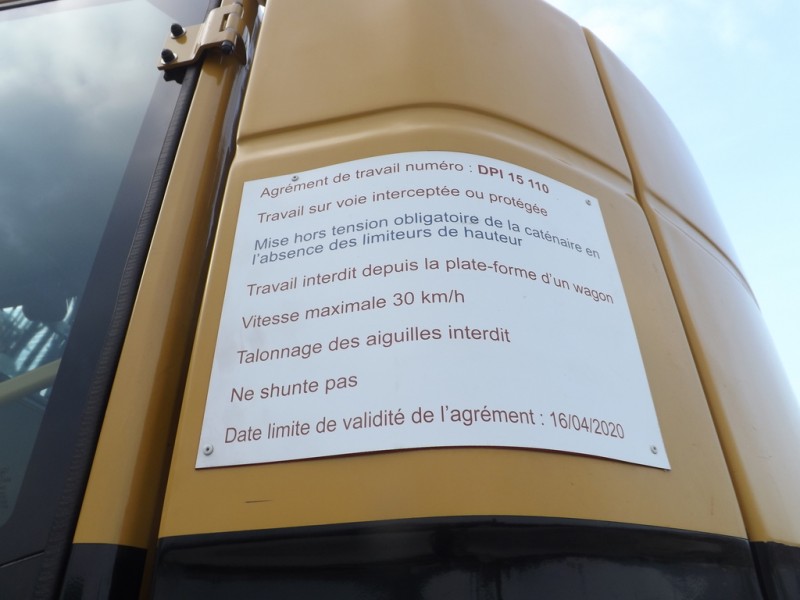 Agrément de travail numéro : DPI 15 110
Travail sur voie interceptée ou protégée
Mise hors tension obligatoire de la caténaire en
l'absence des limiteurs de hauteur
Travail interdit depuis la plate-forme d'un wagon
Vitesse maximale 30 km/h
Talonnage des aiguilles interdit
Ne shunte pas
Date limite de validité de l'agrément : 16/04/2020